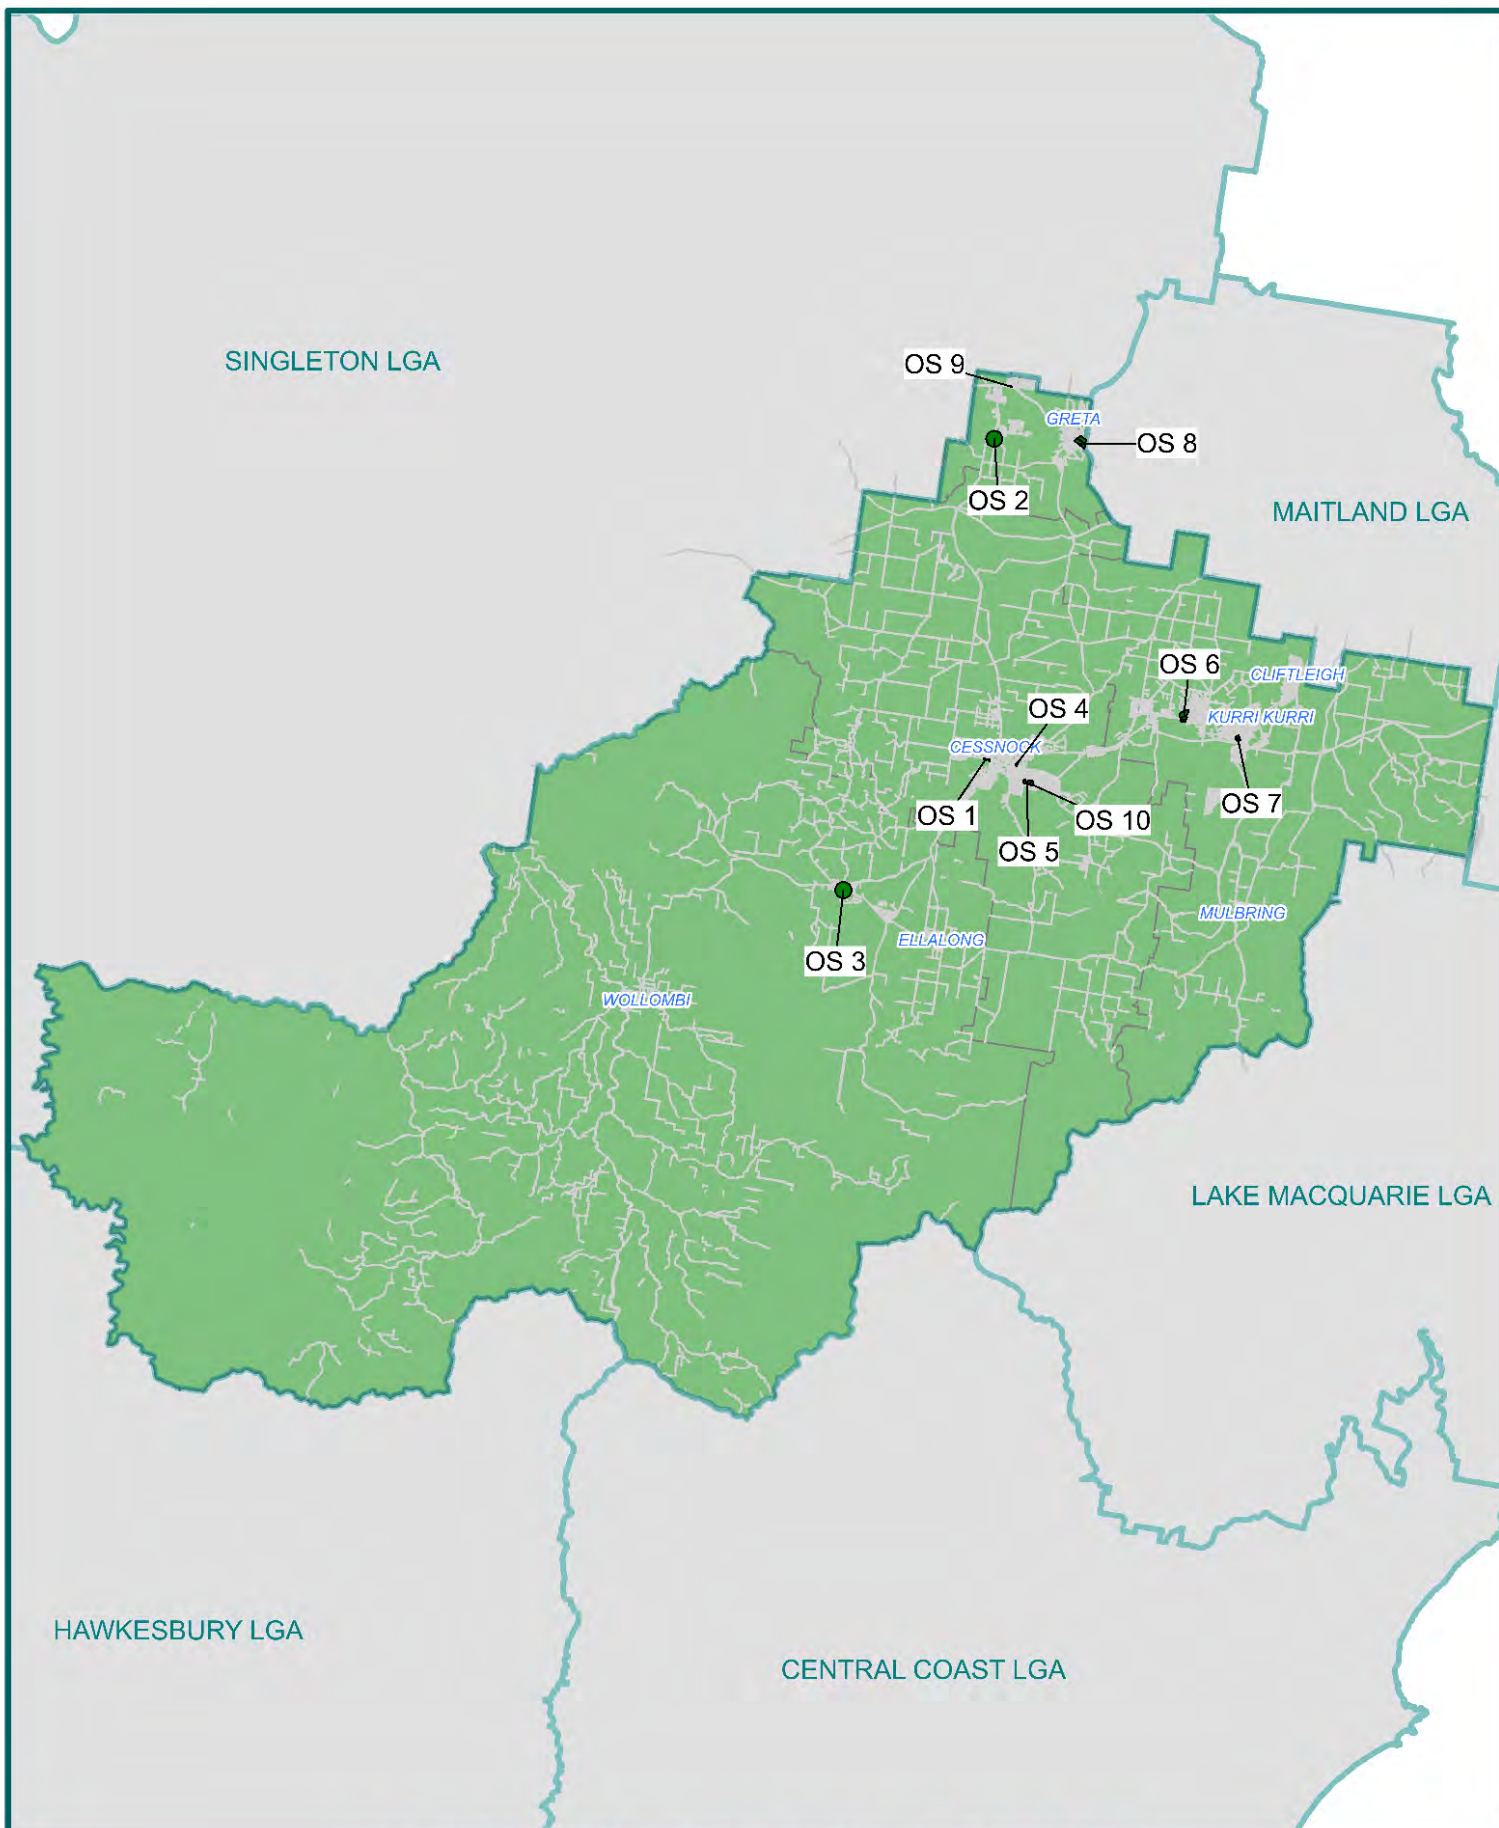 SINGLETON LGA
OS 9
GRETA
OS 8
OS 2
MAITLAND LGA
OS 6
CLIFTLEIGH
OS 4
KURRI KURRI
CESSNOCK
OS 1
OS 7
OS 10
OS 5
MULBRING
ELLALONG
OS 3
WOLLOMBI
LAKE MACQUARIE LGA
HAWKESBURY LGA
CENTRAL COAST LGA